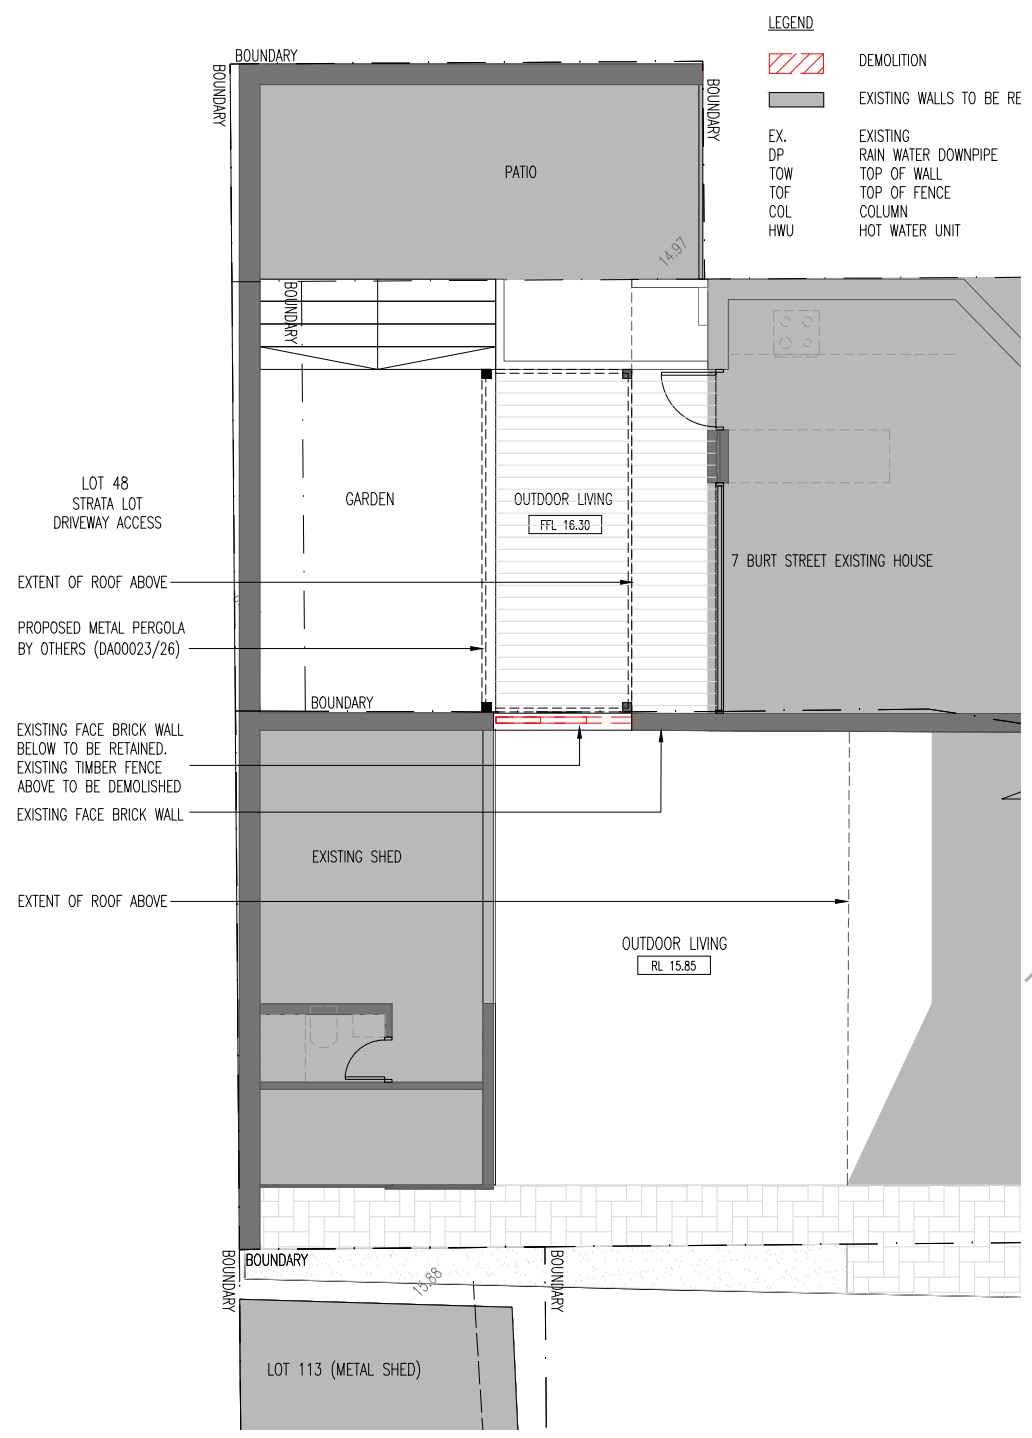 LEGEND
DEMOLITION
EXISTING WALLS TO BE RE
EX. EXISTING
DP RAIN WATER DOWNPIPE
TOW TOP OF WALL
TOF TOP OF FENCE
COL COLUMN
HWU HOT WATER UNIT
BOUNDARY
BOUNDARY
BOUNDARY
PATIO
14.97
BOUNDARY
LOT 48
STRATA LOT
DRIVEWAY ACCESS
GARDEN
OUTDOOR LIVING
FFL 16.30
7 BURT STREET EXISTING HOUSE
EXTENT OF ROOF ABOVE
PROPOSED METAL PERGOLA
BY OTHERS (DA00023/26)
BOUNDARY
EXISTING FACE BRICK WALL
BELOW TO BE RETAINED.
EXISTING TIMBER FENCE
ABOVE TO BE DEMOLISHED
EXISTING FACE BRICK WALL
EXISTING SHED
EXTENT OF ROOF ABOVE
OUTDOOR LIVING
RL 15.85
BOUNDARY
BOUNDARY
BOUNDARY
15.88
LOT 113 (METAL SHED)